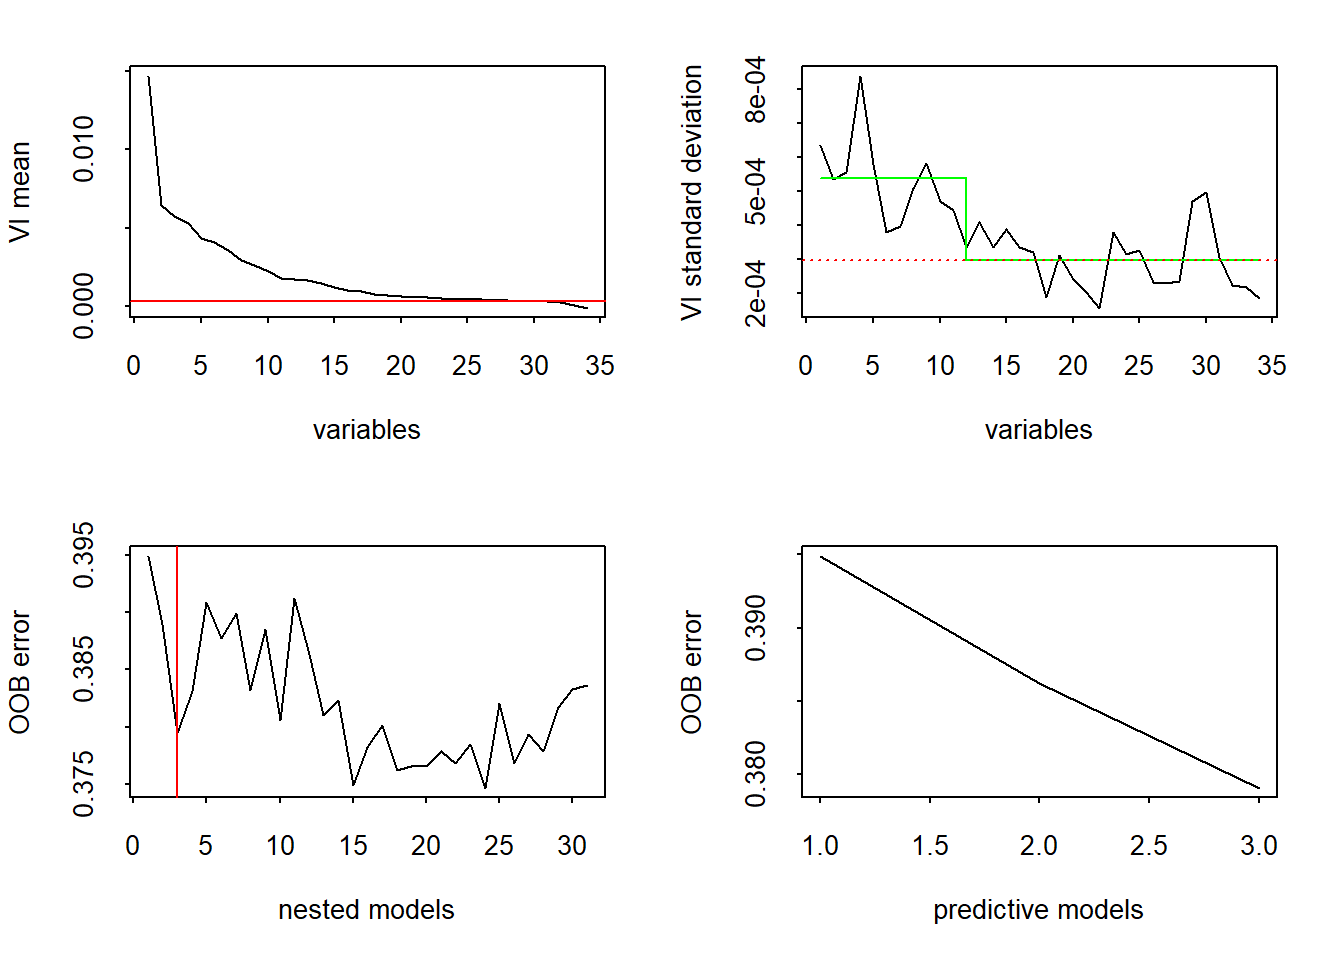 VI mean
0.000
0.010
0 5 10 15 20 25 30 35
variables
VI standard deviation
2e-04
5e-04
8e-04
0 5 10 15 20 25 30 35
variables
OOB error
0.375
0.385
0.395
0 5 10 15 20 25 30
nested models
OOB error
0.380
0.390
1.0 1.5 2.0 2.5 3.0
predictive models